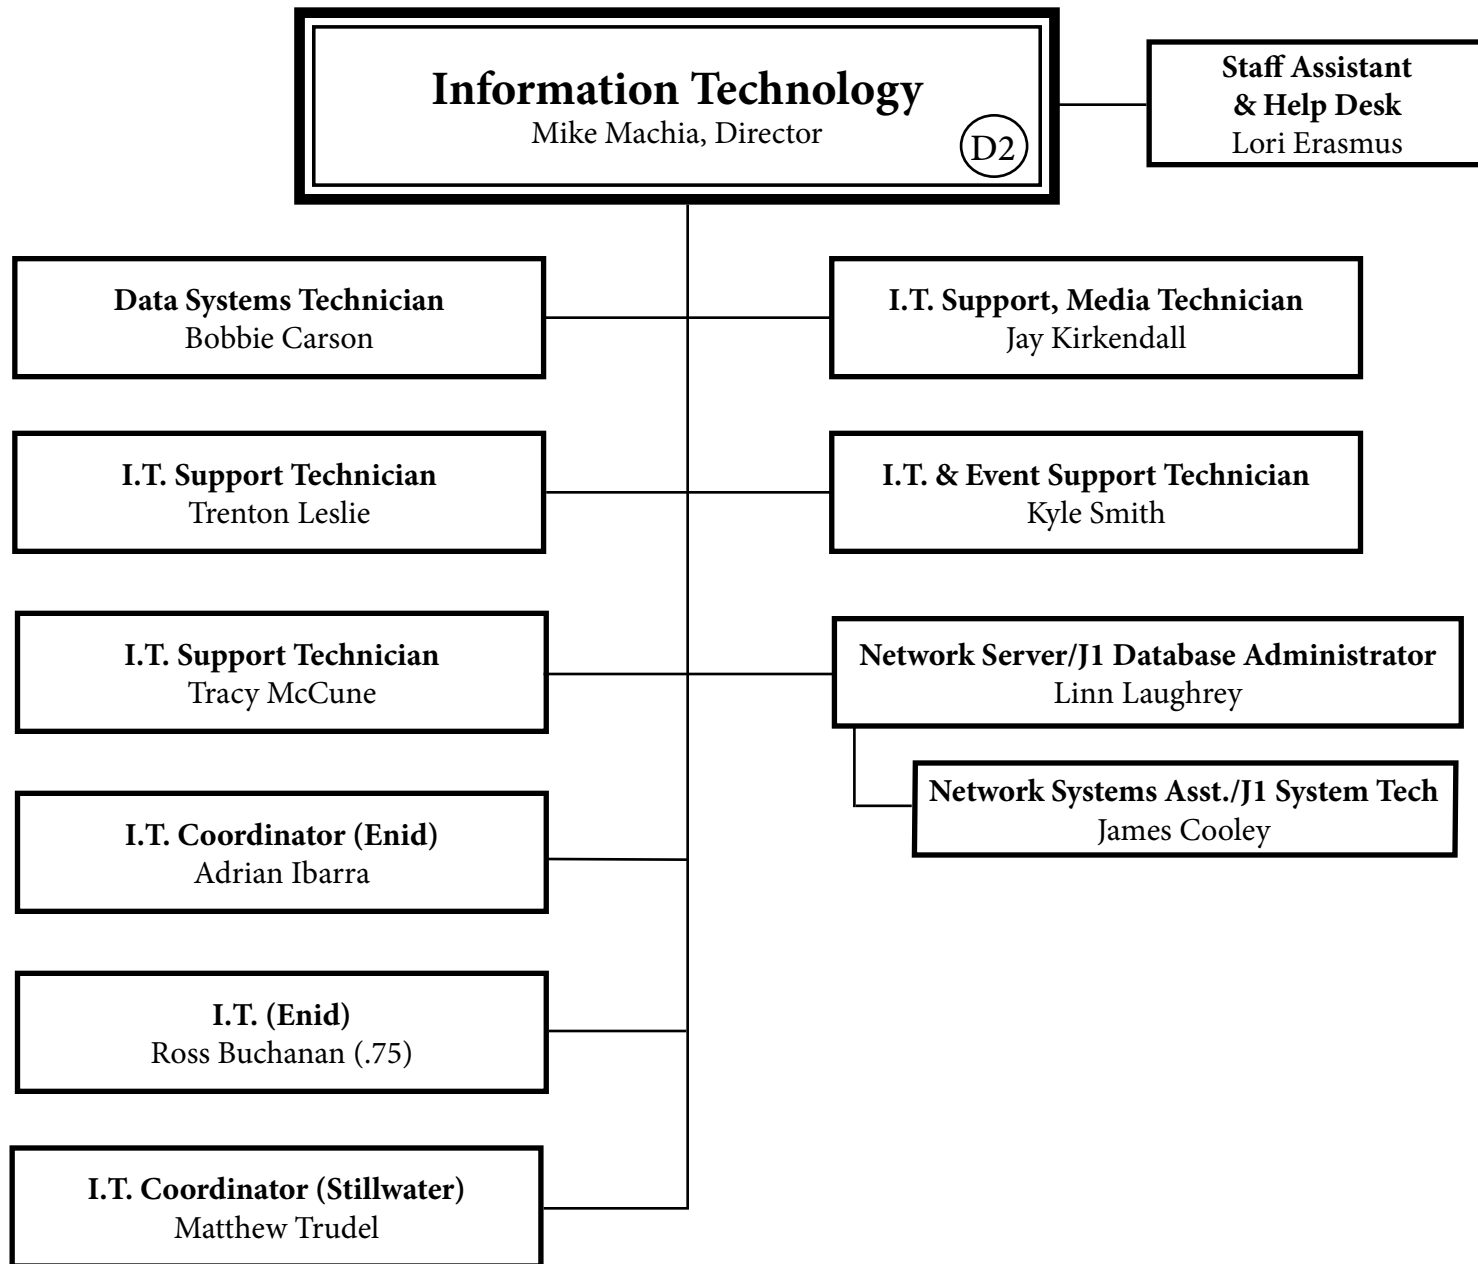 Information Technology
Mike Machia, Director
D2
Staff Assistant
& Help Desk
Lori Erasmus
Data Systems Technician
Bobbie Carson
I.T. Support, Media Technician
Jay Kirkendall
I.T. Support Technician
Trenton Leslie
I.T. & Event Support Technician
Kyle Smith
I.T. Support Technician
Tracy McCune
Network Server/J1 Database Administrator
Linn Laughrey
Network Systems Asst./J1 System Tech
James Cooley
I.T. Coordinator (Enid)
Adrian Ibarra
I.T. (Enid)
Ross Buchanan (.75)
I.T. Coordinator (Stillwater)
Matthew Trudel